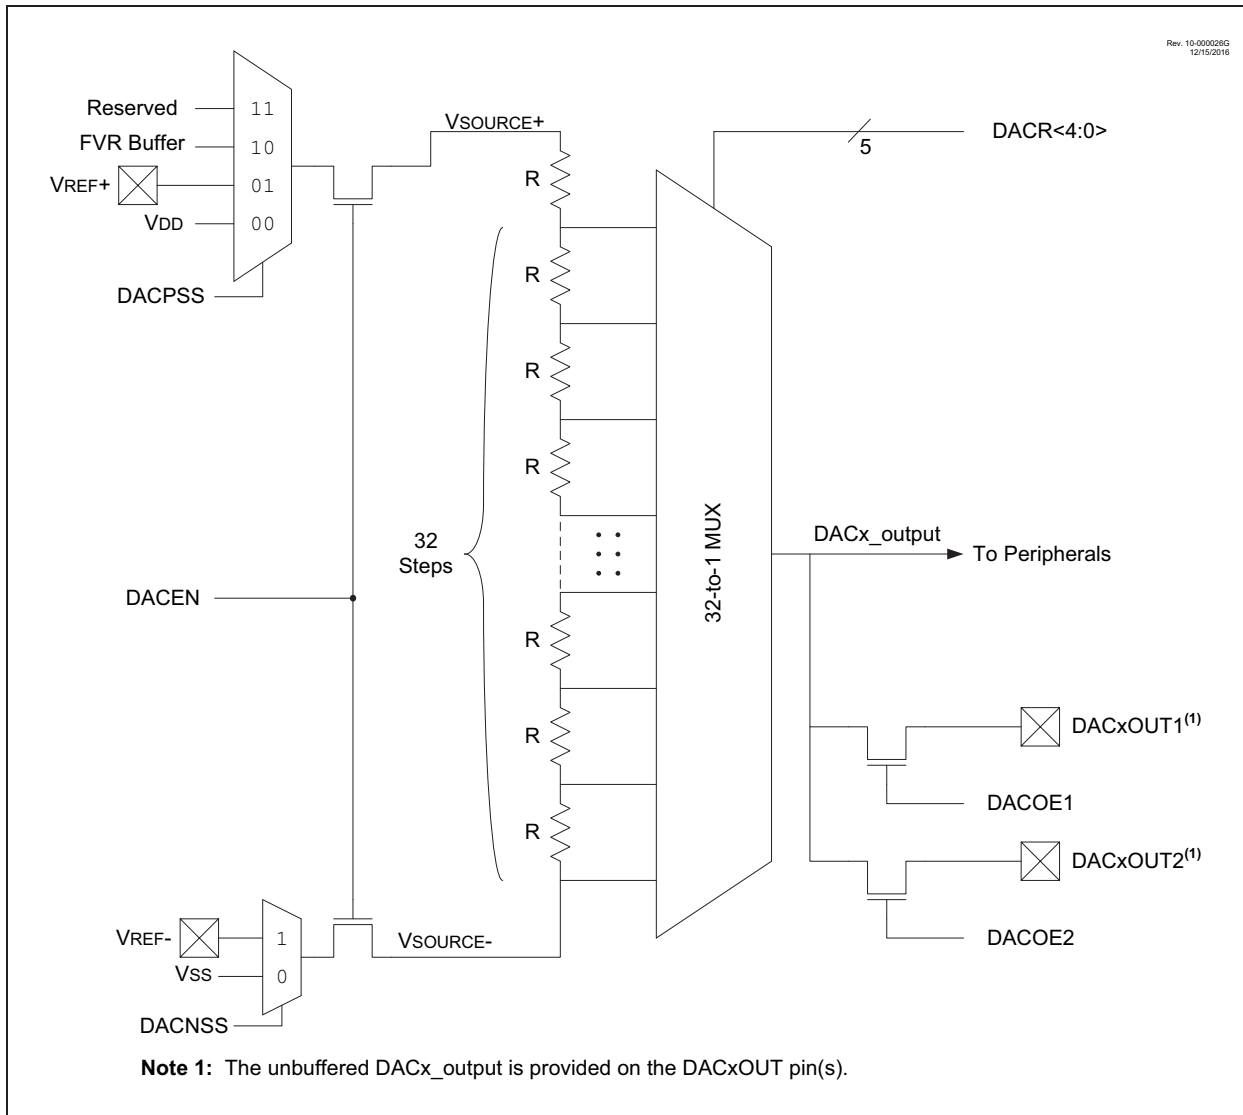 Rev. 10-000026G
12/15/2016
Reserved
11
VSOURCE+
DACR<4:0>
5
FVR Buffer
10
VREF+
01
R
VDD
00
DACPSS
R
R
R
32
Steps
32-to-1 MUX
DACx_output
To Peripherals
DACEN
R
R
DACxOUT1(1)
DACOE1
R
DACxOUT2(1)
VREF-
1
VSOURCE-
DACOE2
VSS
0
DACNSS
Note 1: The unbuffered DACx_output is provided on the DACxOUT pin(s).